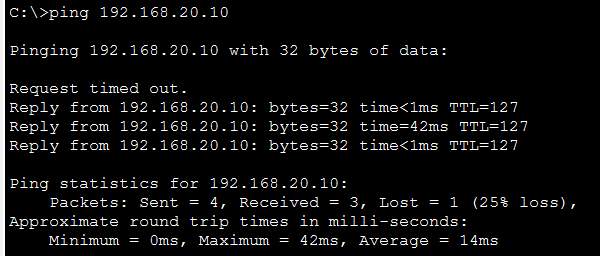 C:\>ping 192.168.20.10
Pinging 192.168.20.10 with 32 bytes of data:
Request timed out.
Reply from 192.168.20.10: bytes=32 time<1ms TTL=127
Reply from 192.168.20.10: bytes=32 time=42ms TTL=127
Reply from 192.168.20.10: bytes=32 time<1ms TTL=127
Ping statistics for 192.168.20.10:
    Packets: Sent = 4, Received = 3, Lost = 1 (25% loss),
Approximate round trip times in milli-seconds:
    Minimum = 0ms, Maximum = 42ms, Average = 14ms